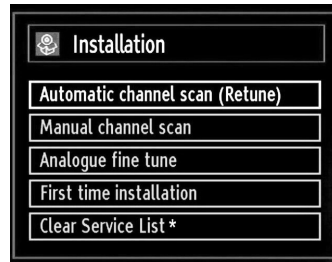 Installation
Automatic channel scan (Retune)
Manual channel scan
Analogue fine tune
First time installation
Clear Service List *